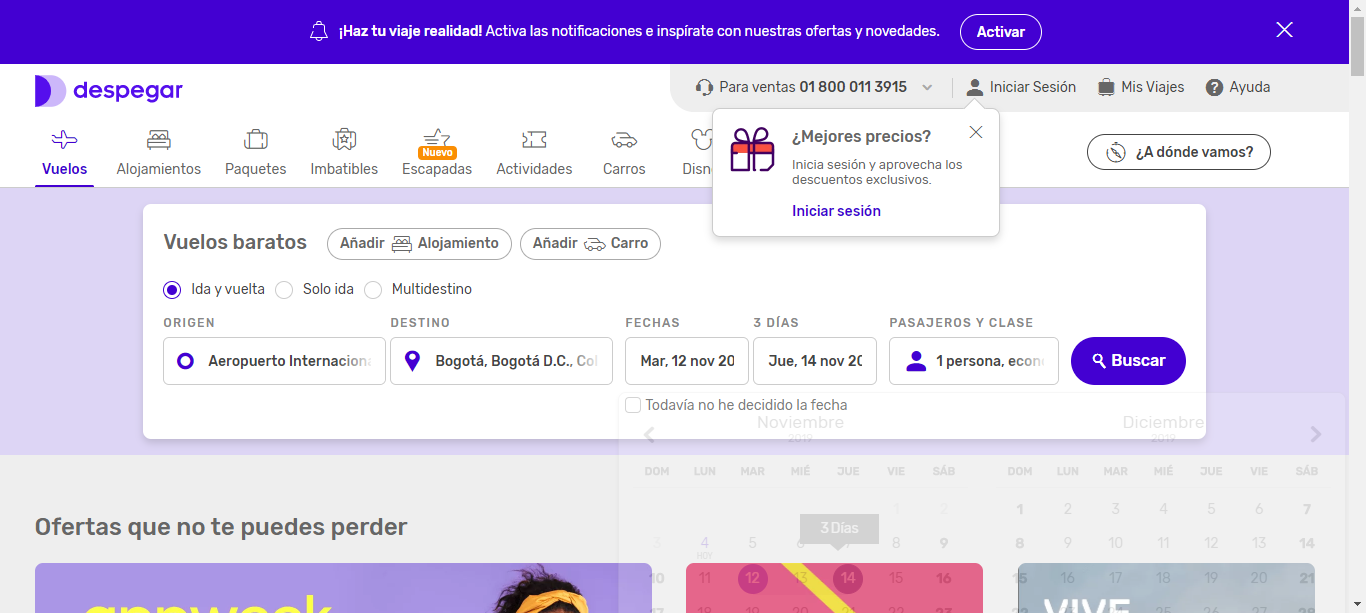 ¡Haz tu viaje realidad! Activa las notificaciones e inspírate con nuestras ofertas y novedades. Activar
despegar
Para ventas 01 800 011 3915 Iniciar Sesión Mis Viajes Ayuda
Vuelos Alojamientos Paquetes Imbatibles Nuevo Escapadas Actividades Carros
¿A dónde vamos?
¿Mejores precios?
Inicia sesión y aprovecha los
descuentos exclusivos.
Iniciar sesión
Vuelos baratos Añadir Alojamiento Añadir Carro
Ida y vuelta Solo ida Multidestino
ORIGEN DESTINO FECHAS 3 DÍAS PASAJEROS Y CLASE
Aeropuerto Internaciona Bogotá, Bogotá D.C., Col Mar, 12 nov 20 Jue, 14 nov 20 1 persona, econ Buscar
Todavía no he decidido la fecha
Noviembre Diciembre
2019 2019
DOM LUN MAR MIÉ JUE VIE SÁB DOM LUN MAR MIÉ JUE VIE SÁB
1 2 1 2 3 4 5 6 7
3 Días
3 4 5 6 7 8 9 8 9 10 11 12 13 14
HOY
Ofertas que no te puedes perder
10 11 12 13 14 15 16 15 16 17 18 19 20 21
appweek
VIVE
17 18 19 20 21 22 23 22 23 24 25 26 27 28